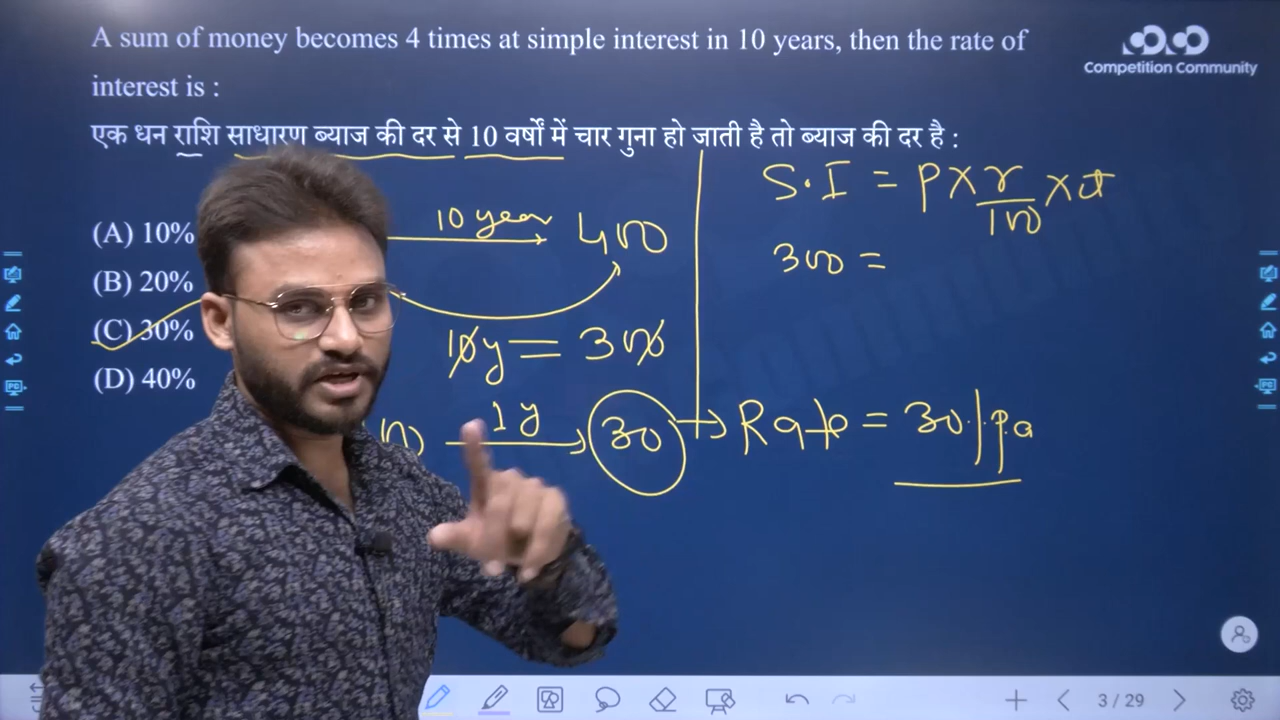 A sum of money becomes 4 times at simple interest in 10 years, then the rate of
interest is :
एक धन राशि साधारण ब्याज की दर से 10 वर्षों में चार गुना हो जाती है तो ब्याज की दर है :
Competition Community
(A) 10%
(B) 20%
(C) 30%
(D) 40%
10 year 400
10y = 300
1y 30 → Rate = 30% pa
S.I = P × r/100 × t
300 =
3 / 29